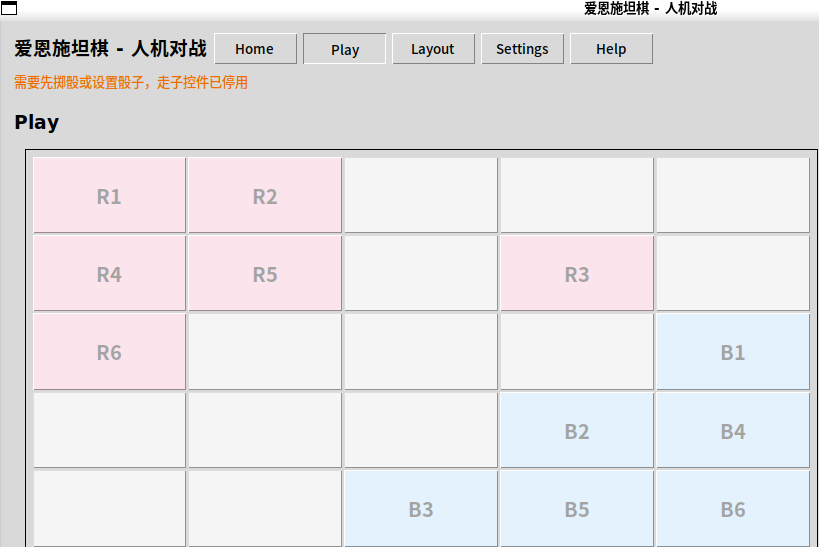 爱恩施坦棋 - 人机对战
爱恩施坦棋 - 人机对战 Home Play Layout Settings Help
需要先掷骰或设置骰子，走子控件已停用
Play
R1 R2
R4 R5 R3
R6 B1
B2 B4
B3 B5 B6